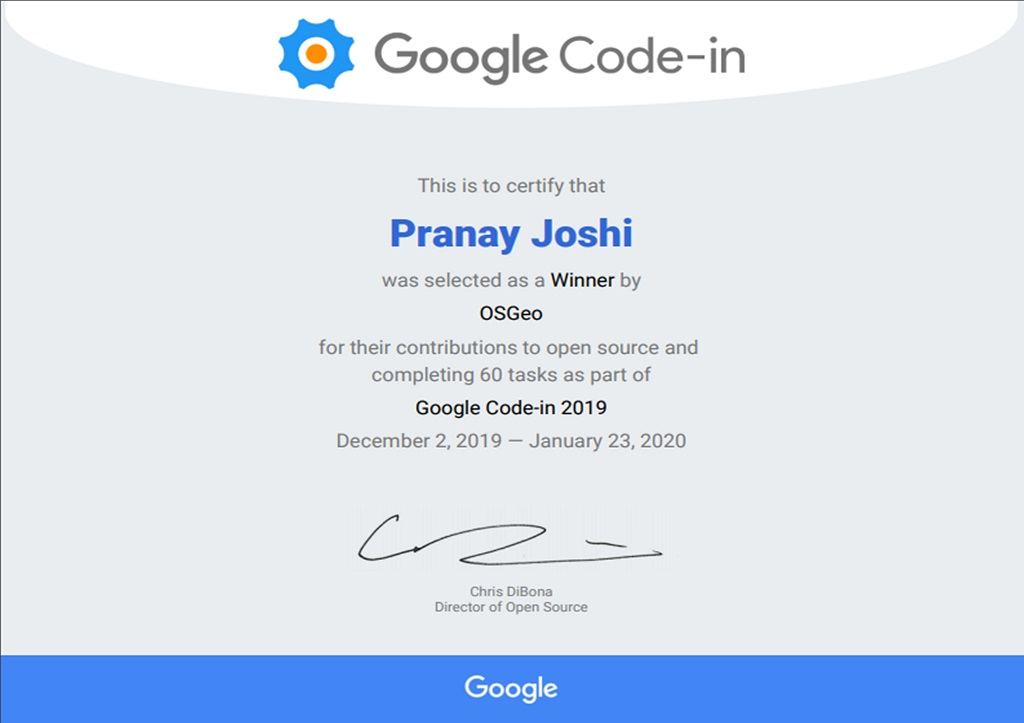 Google Code-in
This is to certify that
Pranay Joshi
was selected as a Winner by
OSGeo
for their contributions to open source and
completing 60 tasks as part of
Google Code-in 2019
December 2, 2019 — January 23, 2020
Chris DiBona
Director of Open Source
Google